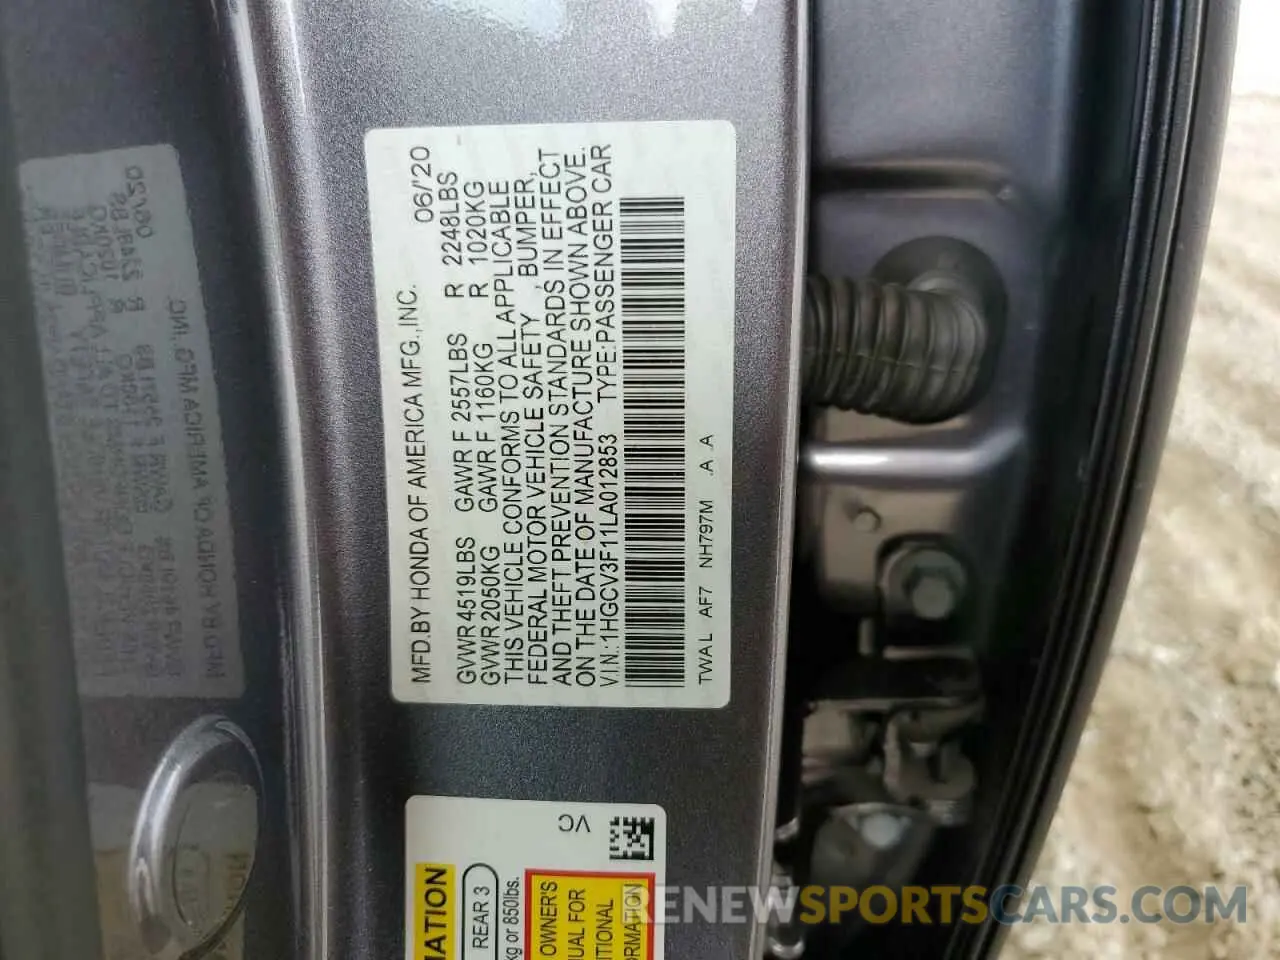 MFD.BY HONDA OF AMERICA MFG.,INC. 06/'20
GVWR 4519LBS GAWR F 2557LBS R 2248LBS
GVWR 2050KG GAWR F 1160KG R 1020KG
THIS VEHICLE CONFORMS TO ALL APPLICABLE
FEDERAL MOTOR VEHICLE SAFETY , BUMPER,
AND THEFT PREVENTION STANDARDS IN EFFECT
ON THE DATE OF MANUFACTURE SHOWN ABOVE.
V.I.N.:1HGCV3F11LA012853 TYPE:PASSENGER CAR
TWAL AF7 NH797M .A .A
VC
MATION
REAR 3
kg or 850lbs.
OWNER'S
UAL FOR
ITIONAL
RMATION
RENEWSPORTSCARS.COM